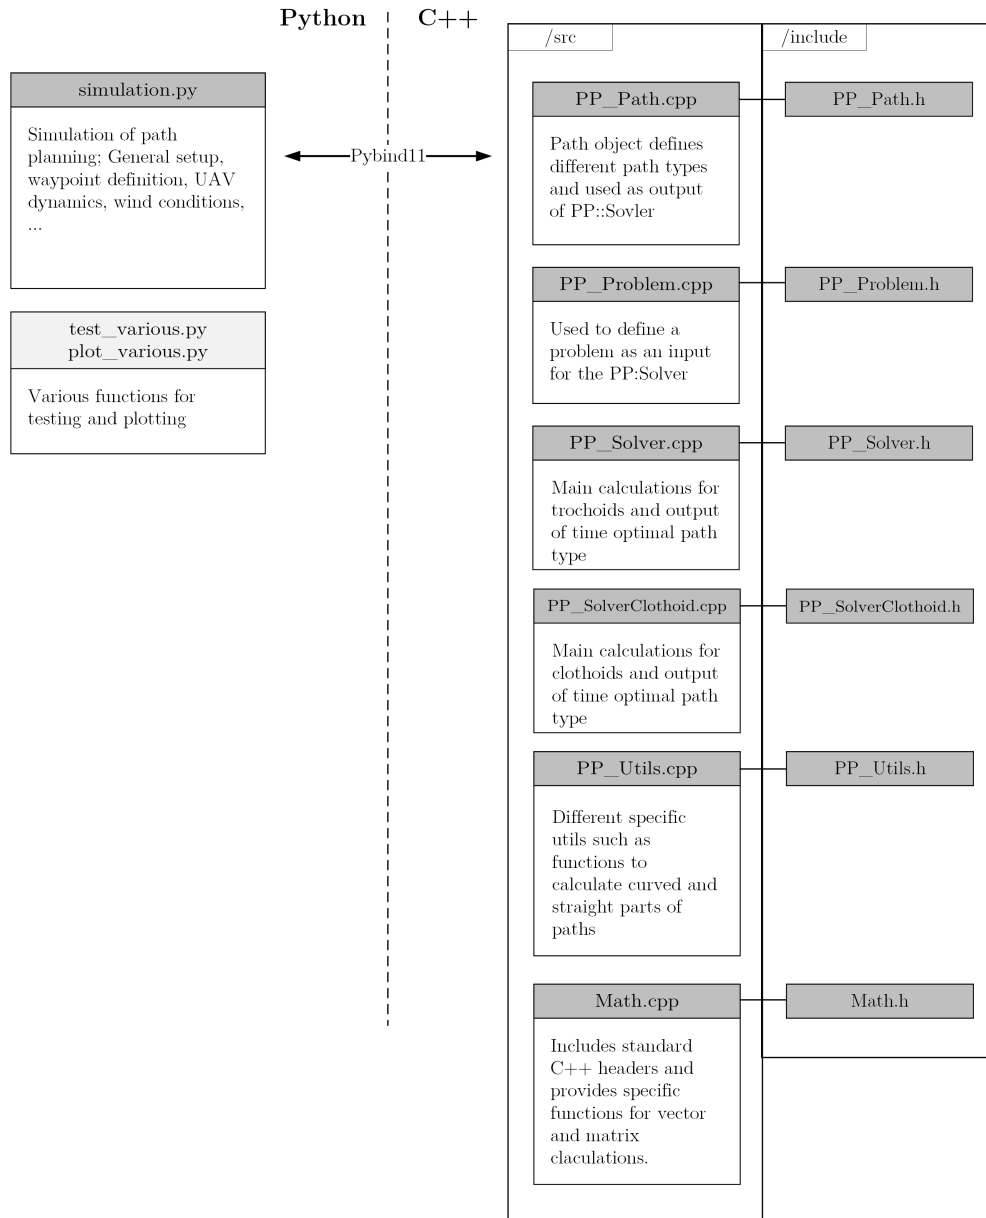 Python
C++
simulation.py
Simulation of path
planning; General setup,
waypoint definition, UAV
dynamics, wind conditions,
...
test_various.py
plot_various.py
Various functions for
testing and plotting
Pybind11
/src
/include
PP_Path.cpp
PP_Path.h
Path object defines
different path types
and used as output
of PP::Sovler
PP_Problem.cpp
PP_Problem.h
Used to define a
problem as an input
for the PP:Solver
PP_Solver.cpp
PP_Solver.h
Main calculations for
trochoids and output
of time optimal path
type
PP_SolverClothoid.cpp
PP_SolverClothoid.h
Main calculations for
clothoids and output
of time optimal path
type
PP_Utils.cpp
PP_Utils.h
Different specific
utils such as
functions to
calculate curved and
straight parts of
paths
Math.cpp
Math.h
Includes standard
C++ headers and
provides specific
functions for vector
and matrix
claculations.